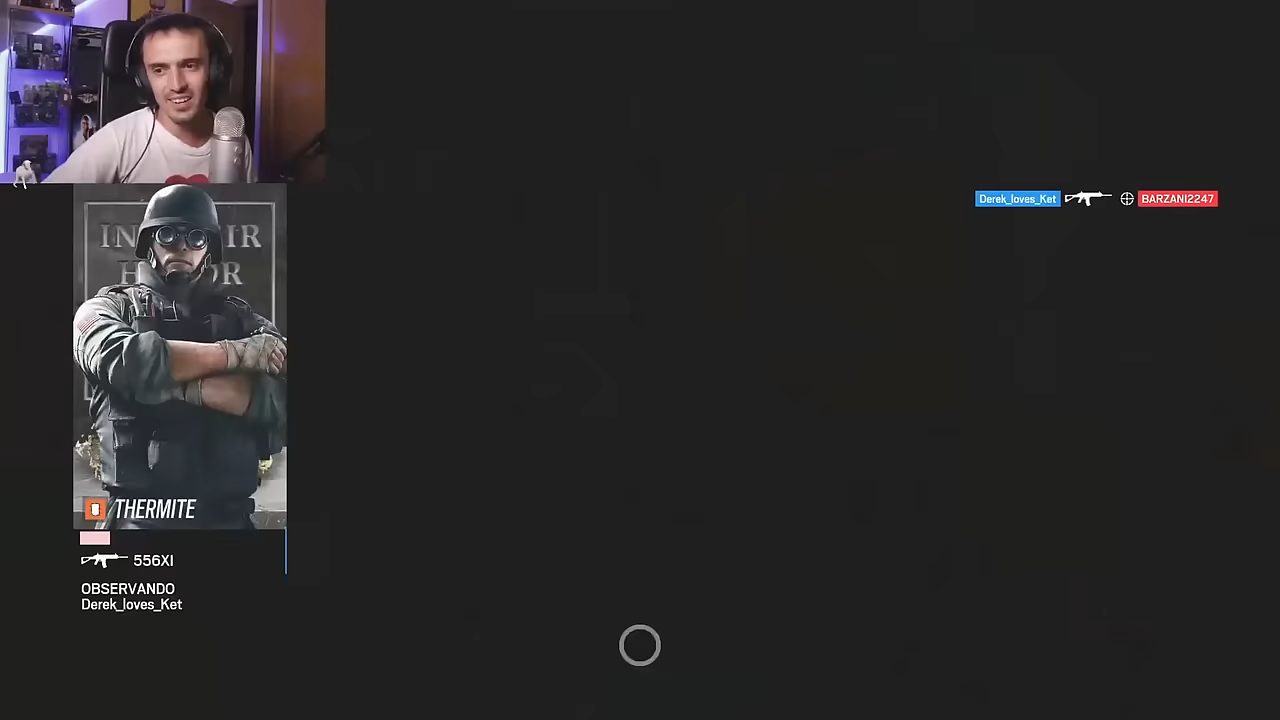 Derek_loves_Ket BARZANI2247
THERMITE
556XI
OBSERVANDO
Derek_loves_Ket